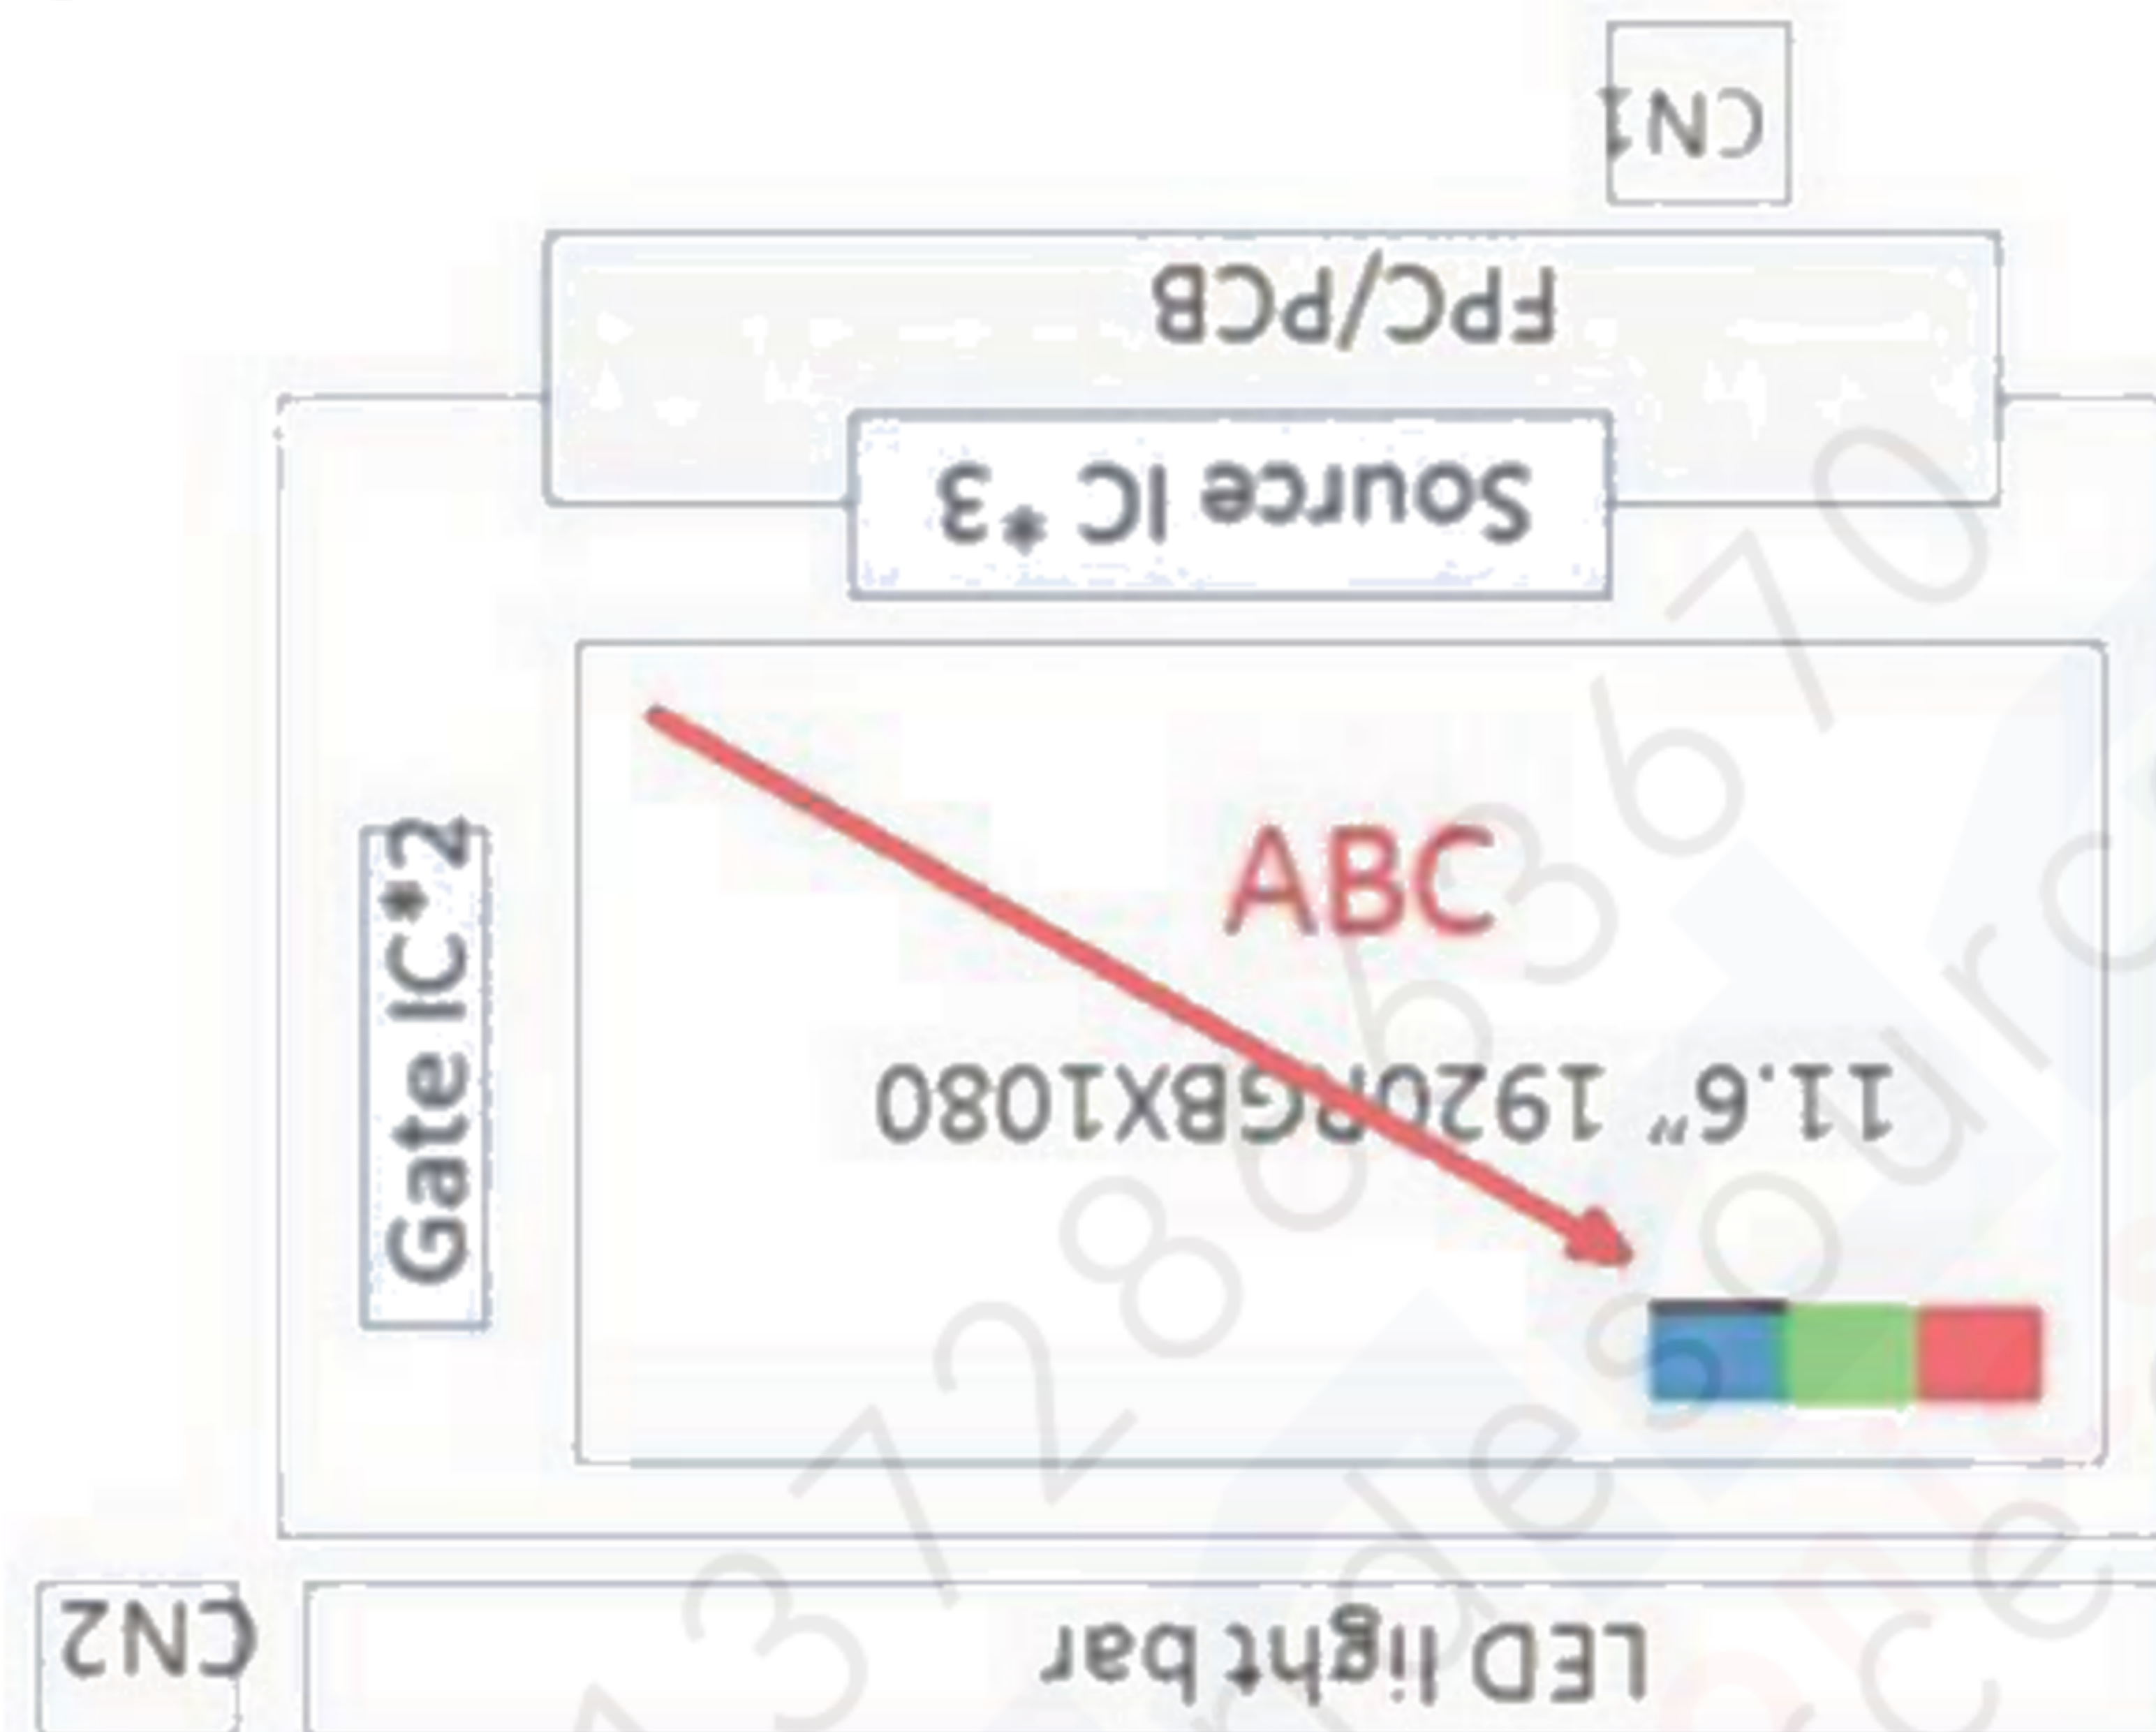 CN1
FPC/PCB
Source IC *3
Gate IC*2
ABC
11.6” 1920RGBX1080
CN2
LED light bar